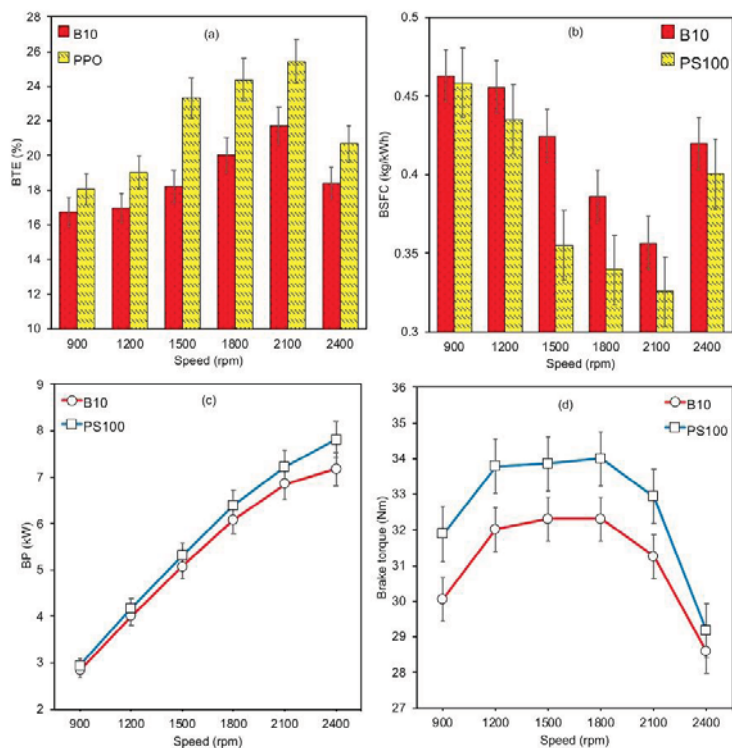 (a)
B10
PPO
BTE (%)
28
26
24
22
20
18
16
14
12
10
900 1200 1500 1800 2100 2400
Speed (rpm)
(b)
B10
PS100
BSFC (kg/kWh)
0.5
0.45
0.4
0.35
0.3
900 1200 1500 1800 2100 2400
Speed (rpm)
(c)
B10
PS100
BP (kW)
9
8
7
6
5
4
3
2
900 1200 1500 1800 2100 2400
Speed (rpm)
(d)
B10
PS100
Brake torque (Nm)
36
35
34
33
32
31
30
29
28
27
900 1200 1500 1800 2100 2400
Speed (rpm)